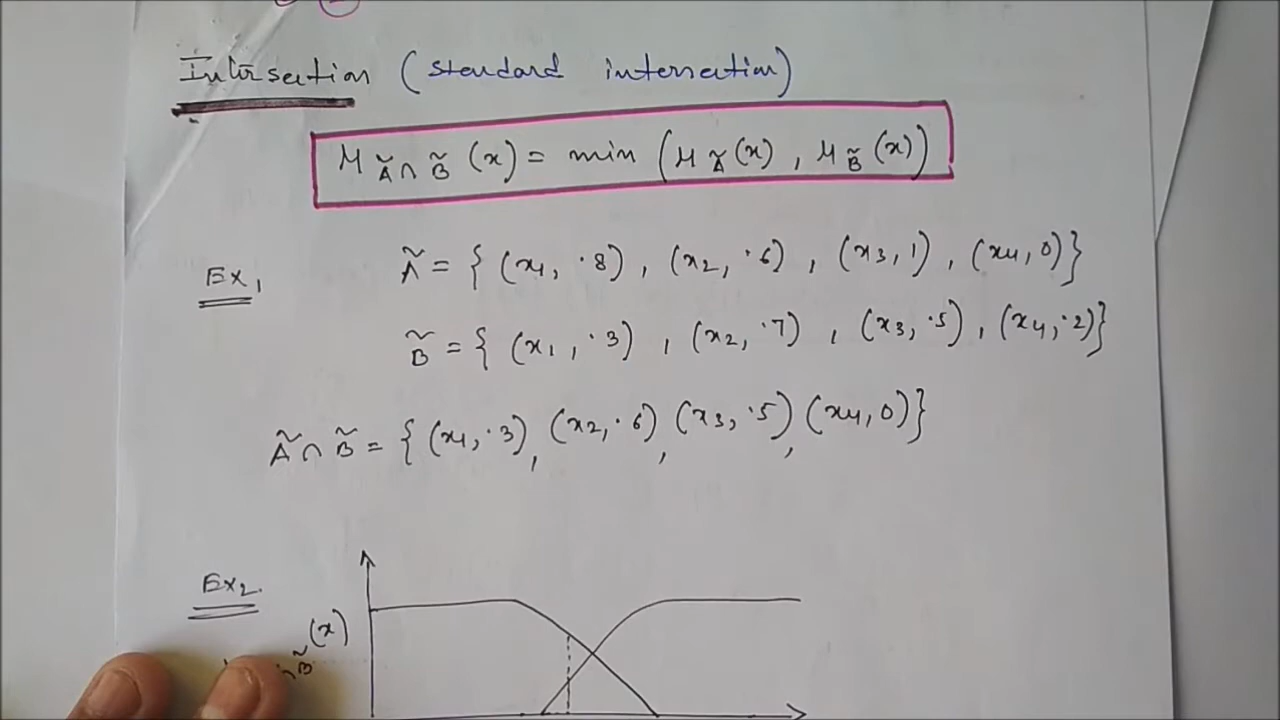 Intersection (standard intersection)
μ Ã∩B̃ (x) = min (μ Ã (x), μ B̃ (x))
Ex1
Ã = { (x1, .8), (x2, .6), (x3, 1), (x4, 0)}
B̃ = { (x1, .3), (x2, .7), (x3, .5), (x4, .2)}
Ã∩B̃ = { (x1, .3), (x2, .6), (x3, .5), (x4, 0)}
Ex2.
B̃ (x)